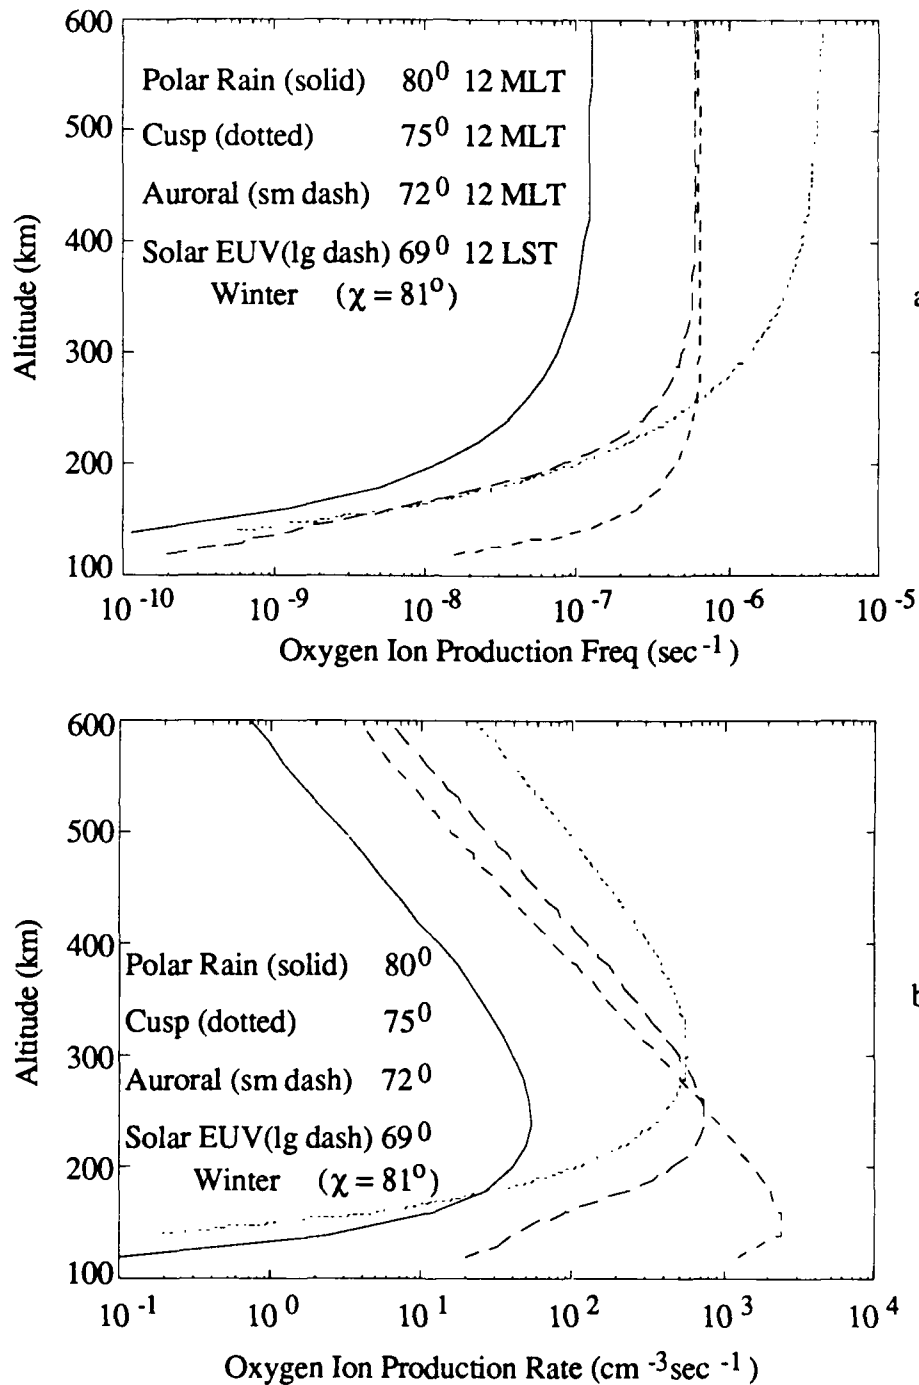 600
500
400
300
200
100
Altitude (km)
Polar Rain (solid) 80⁰ 12 MLT
Cusp (dotted) 75⁰ 12 MLT
Auroral (sm dash) 72⁰ 12 MLT
Solar EUV(lg dash) 69⁰ 12 LST
Winter (χ = 81°)
a
10⁻¹⁰ 10⁻⁹ 10⁻⁸ 10⁻⁷ 10⁻⁶ 10⁻⁵
Oxygen Ion Production Freq (sec⁻¹)
600
500
400
300
200
100
Altitude (km)
Polar Rain (solid) 80⁰
Cusp (dotted) 75⁰
Auroral (sm dash) 72⁰
Solar EUV(lg dash) 69⁰
Winter (χ = 81°)
b
10⁻¹ 10⁰ 10¹ 10² 10³ 10⁴
Oxygen Ion Production Rate (cm⁻³sec⁻¹)